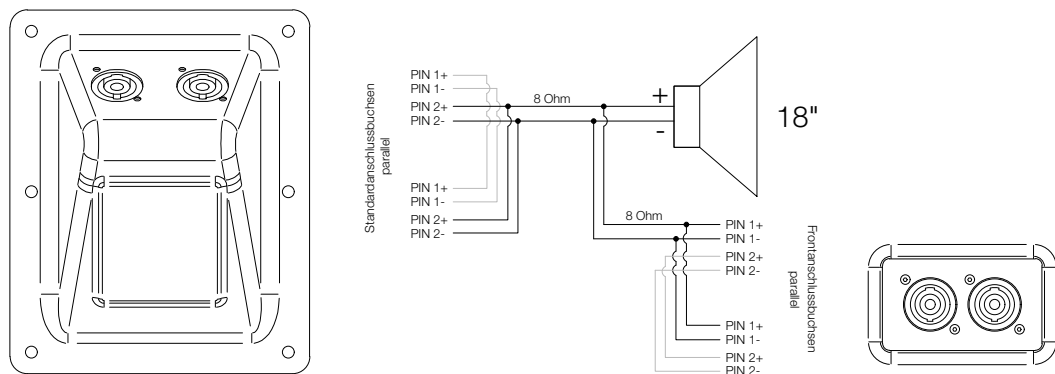 Standardanschlussbuchsen
parallel
PIN 1+
PIN 1-
PIN 2+
PIN 2-
PIN 1+
PIN 1-
PIN 2+
PIN 2-
8 Ohm
+
-
18"
8 Ohm
PIN 1+
PIN 1-
PIN 2+
PIN 2-
PIN 1+
PIN 1-
PIN 2+
PIN 2-
Frontanschlussbuchsen
parallel